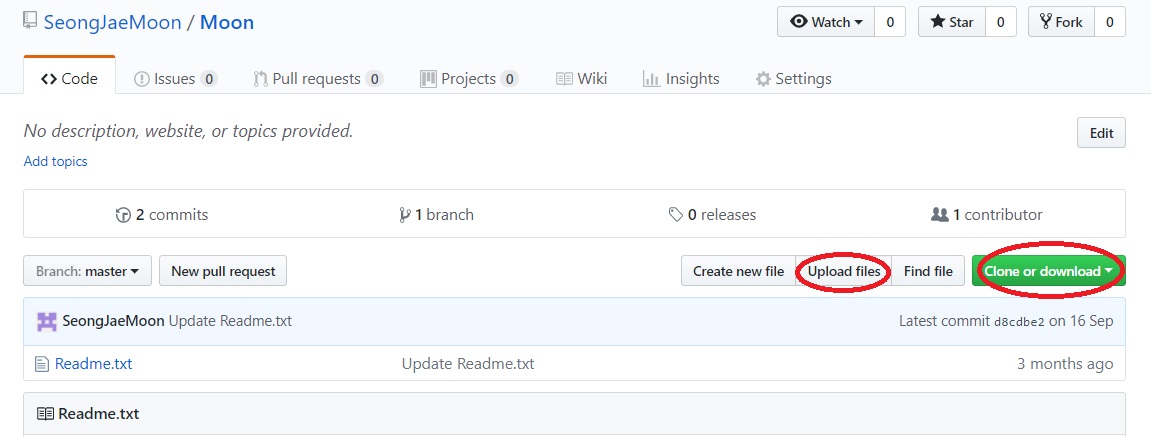 SeongJaeMoon / Moon Watch 0 Star 0 Fork 0
Code Issues 0 Pull requests 0 Projects 0 Wiki Insights Settings
No description, website, or topics provided. Edit
Add topics
2 commits 1 branch 0 releases 1 contributor
Branch: master New pull request Create new file Upload files Find file Clone or download
SeongJaeMoon Update Readme.txt Latest commit d8cdbe2 on 16 Sep
Readme.txt Update Readme.txt 3 months ago
Readme.txt